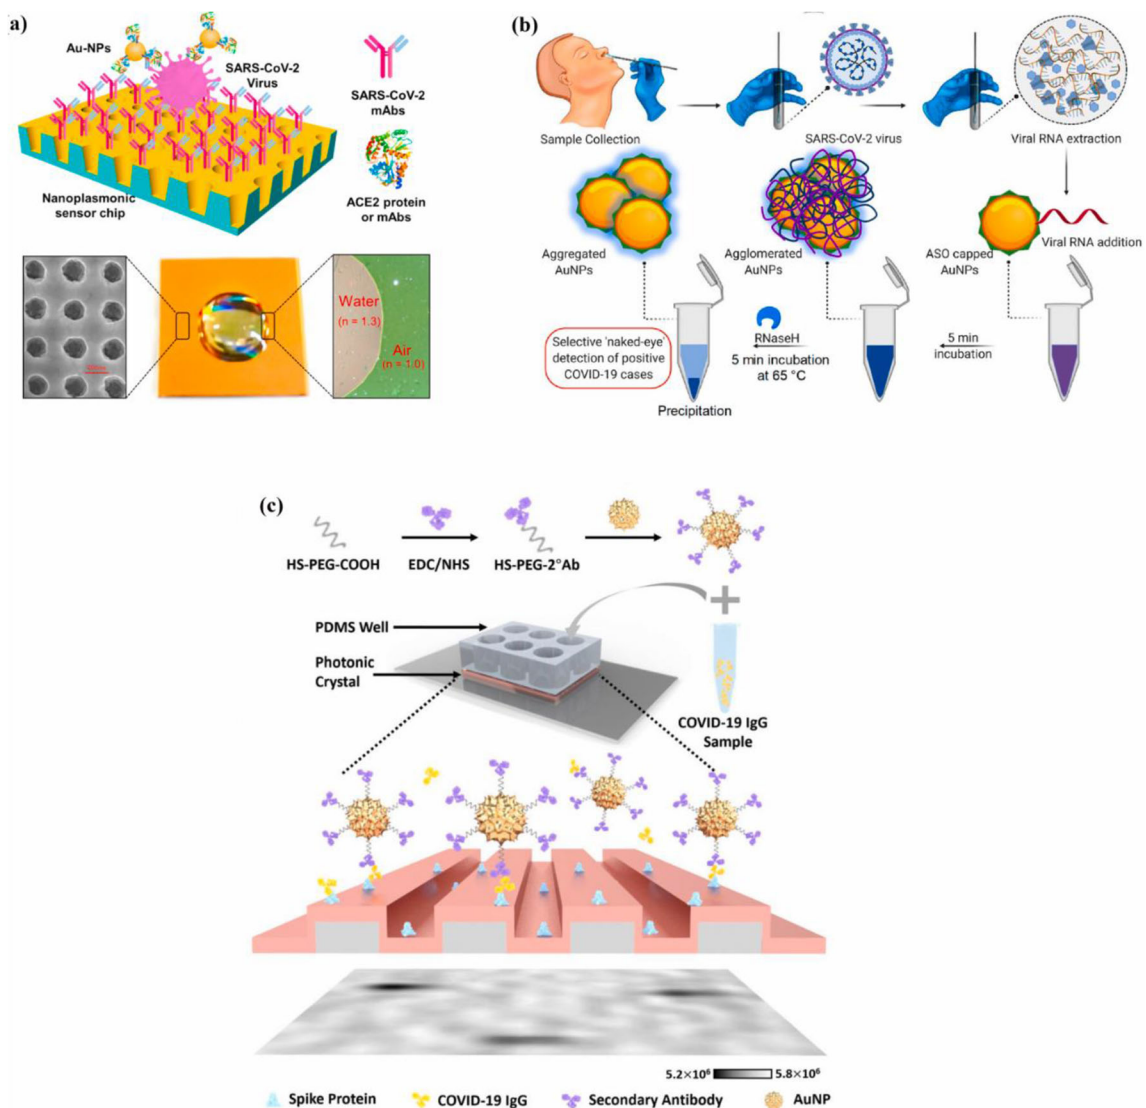 a)
Au-NPs
SARS-CoV-2
Virus
SARS-CoV-2
mAbs
Nanoplasmonic
sensor chip
ACE2 protein
or mAbs
Water
(n = 1.3)
Air
(n = 1.0)
(b)
Sample Collection
SARS-CoV-2 virus
Viral RNA extraction
Aggregated
AuNPs
Agglomerated
AuNPs
ASO capped
AuNPs
Viral RNA addition
Selective 'naked-eye'
detection of positive
COVID-19 cases
RNaseH
5 min incubation
at 65 °C
5 min
incubation
Precipitation
(c)
HS-PEG-COOH
EDC/NHS
HS-PEG-2°Ab
PDMS Well
Photonic
Crystal
COVID-19 IgG
Sample
5.2×10⁶
5.8×10⁶
Spike Protein
COVID-19 IgG
Secondary Antibody
AuNP